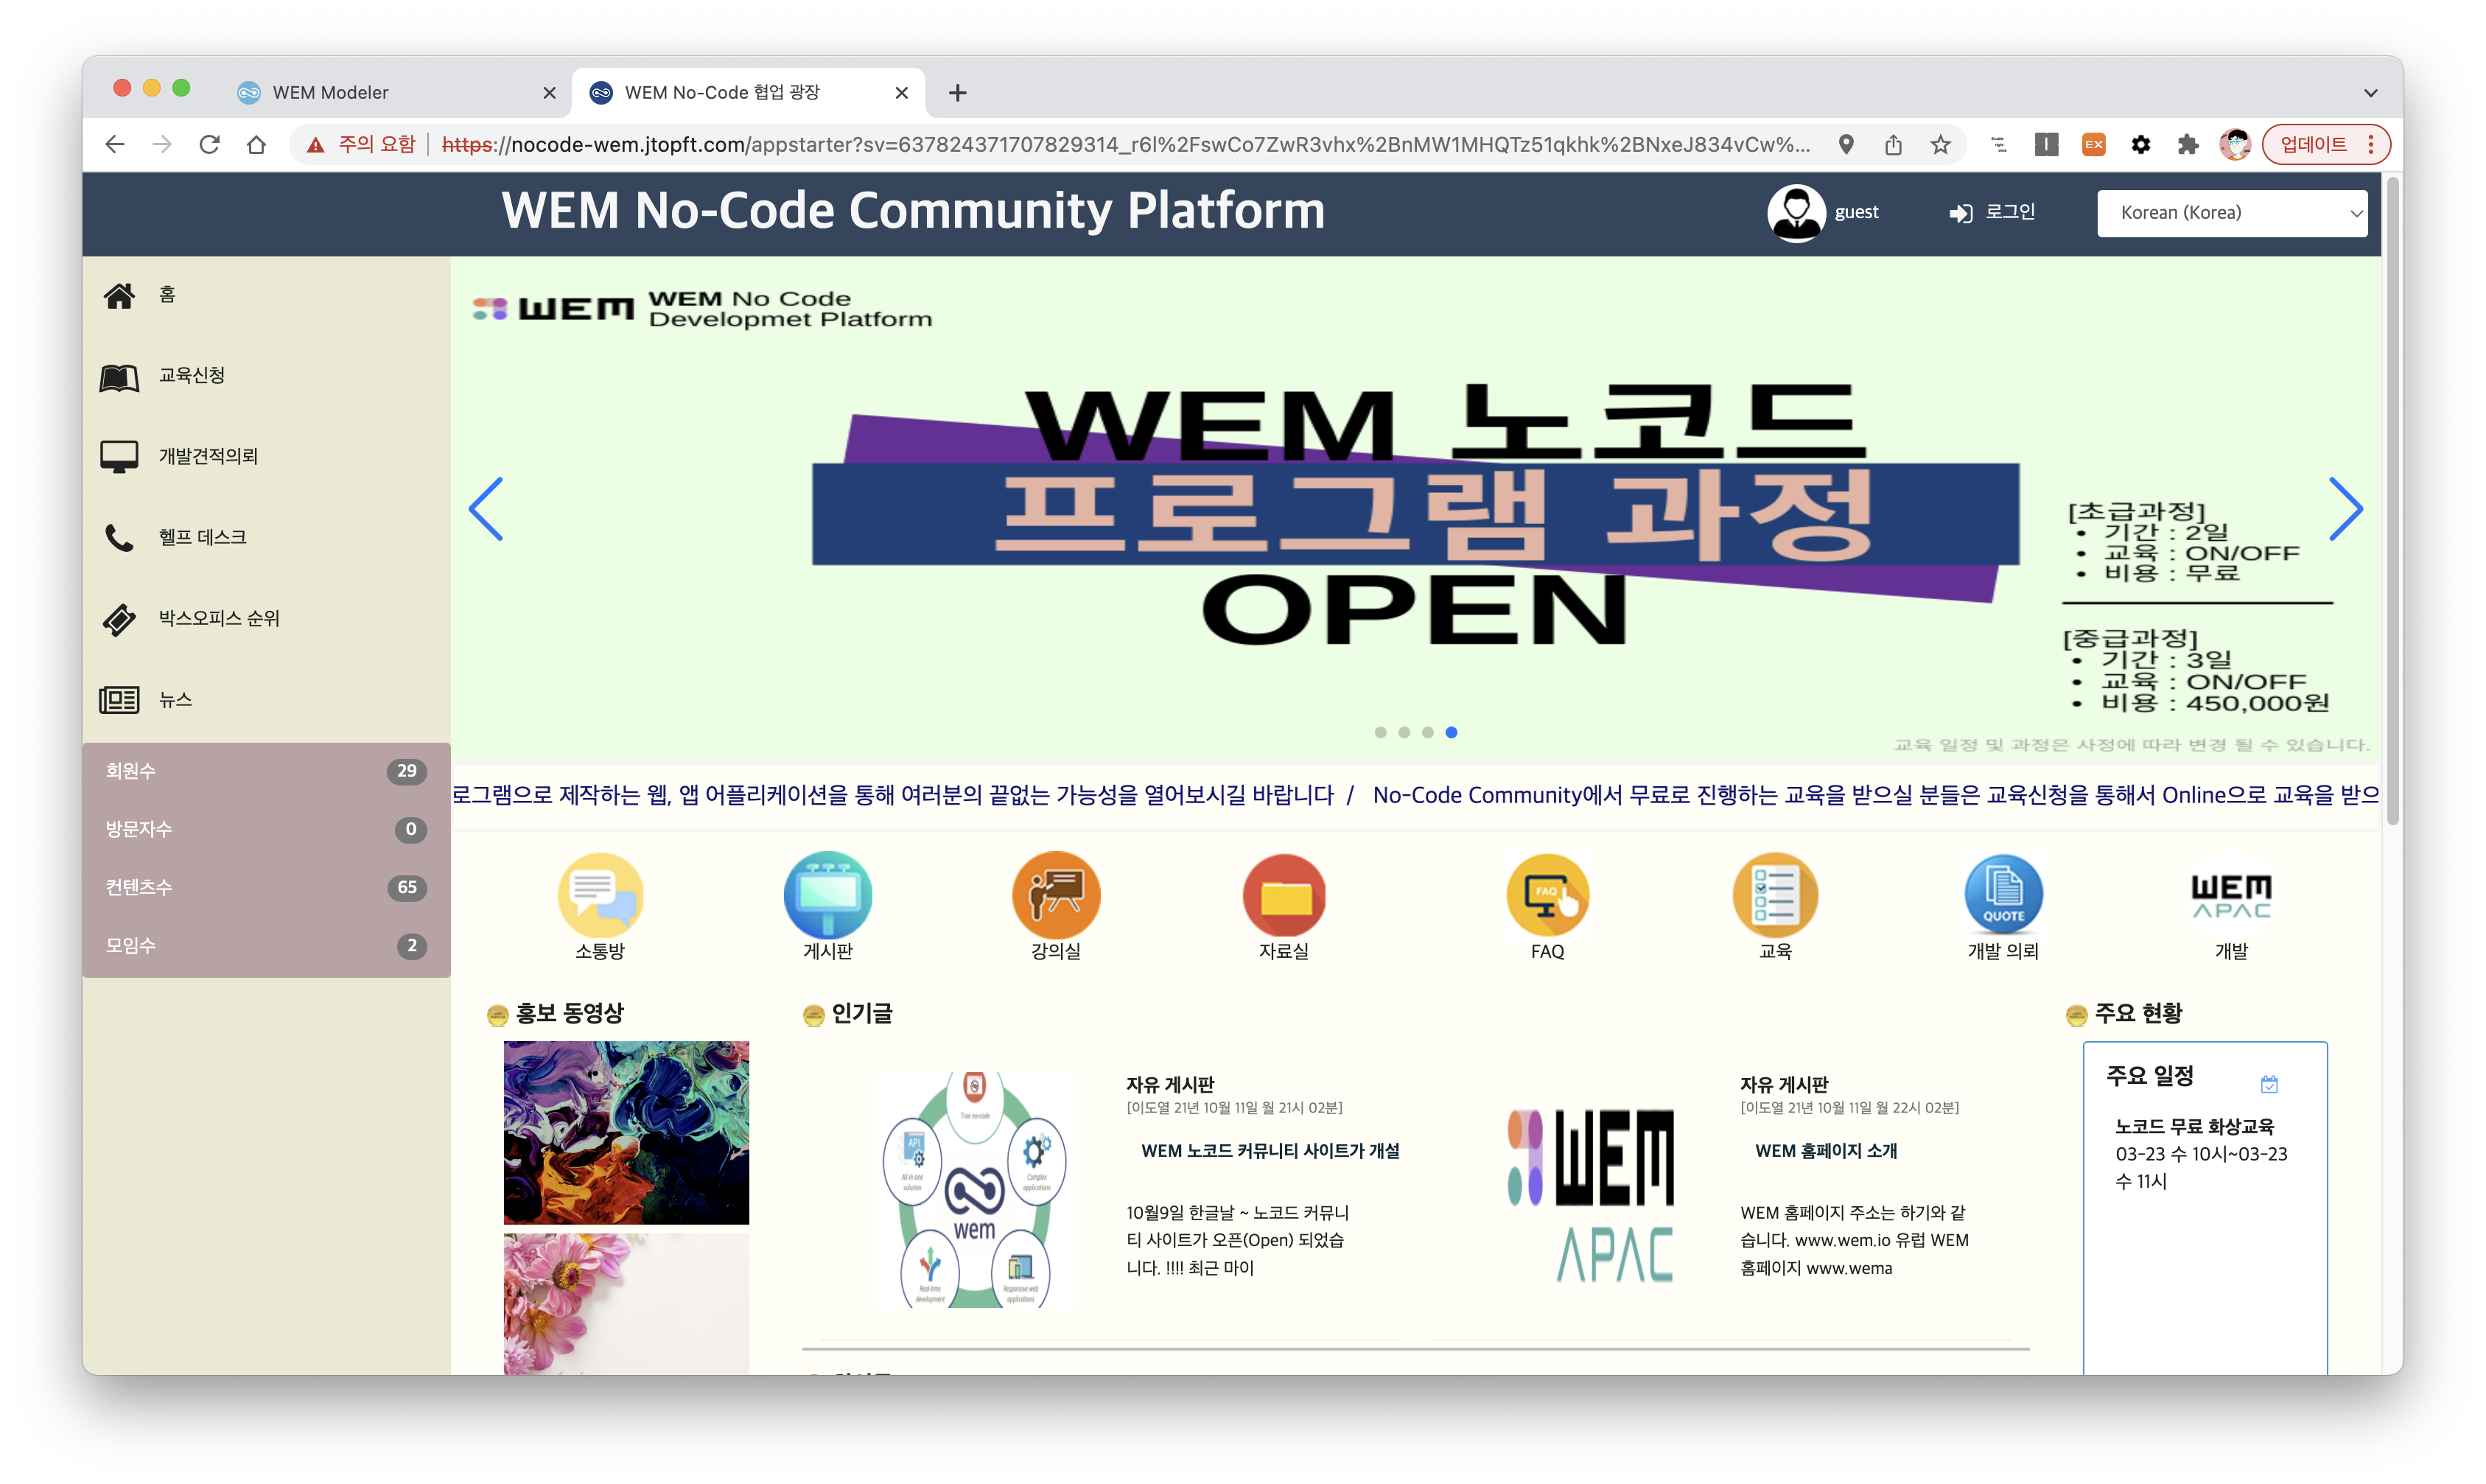 WEM Modeler
WEM No-Code 협업 광장
주의 요함
https://nocode-wem.jtopft.com/appstarter?sv=637824371707829314_r6l%2FswCo7ZwR3vhx%2BnMW1MHQTz51qkhk%2BNxeJ834vCw%...
EX
업데이트
WEM No-Code Community Platform
guest
로그인
Korean (Korea)
홈
교육신청
개발견적의뢰
헬프 데스크
박스오피스 순위
뉴스
회원수 29
방문자수 0
컨텐츠수 65
모임수 2
WEM WEM No Code
Developmet Platform
WEM 노코드
프로그램 과정
OPEN
[초급과정]
• 기간 : 2일
• 교육 : ON/OFF
• 비용 : 무료
[중급과정]
• 기간 : 3일
• 교육 : ON/OFF
• 비용 : 450,000원
교육 일정 및 과정은 사정에 따라 변경 될 수 있습니다.
로그램으로 제작하는 웹, 앱 어플리케이션을 통해 여러분의 끝없는 가능성을 열어보시길 바랍니다 / No-Code Community에서 무료로 진행하는 교육을 받으실 분들은 교육신청을 통해서 Online으로 교육을 받으
FAQ
QUOTE
WEM
APAC
소통방
게시판
강의실
자료실
FAQ
교육
개발 의뢰
개발
홍보 동영상
인기글
True no-code
API
All in-one
solution
Complex
applications
wem
Real-time
development
Responsive web
applications
자유 게시판
[이도열 21년 10월 11일 월 21시 02분]
WEM 노코드 커뮤니티 사이트가 개설
10월9일 한글날 ~ 노코드 커뮤니
티 사이트가 오픈(Open) 되었습
니다. !!!! 최근 마이
WEM
APAC
자유 게시판
[이도열 21년 10월 11일 월 22시 02분]
WEM 홈페이지 소개
WEM 홈페이지 주소는 하기와 같
습니다. www.wem.io 유럽 WEM
홈페이지 www.wema
주요 현황
주요 일정
노코드 무료 화상교육
03-23 수 10시~03-23
수 11시